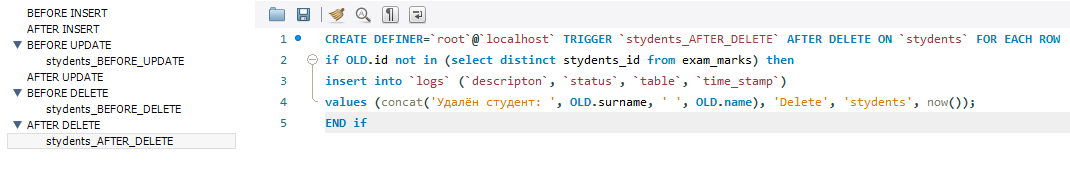 BEFORE INSERT
AFTER INSERT
BEFORE UPDATE
stydents_BEFORE_UPDATE
AFTER UPDATE
BEFORE DELETE
stydents_BEFORE_DELETE
AFTER DELETE
stydents_AFTER_DELETE
1 CREATE DEFINER=`root`@`localhost` TRIGGER `stydents_AFTER_DELETE` AFTER DELETE ON `stydents` FOR EACH ROW
2 if OLD.id not in (select distinct stydents_id from exam_marks) then
3 insert into `logs` (`descripton`, `status`, `table`, `time_stamp`)
4 values (concat('Удалён студент: ', OLD.surname, ' ', OLD.name), 'Delete', 'stydents', now());
5 END if